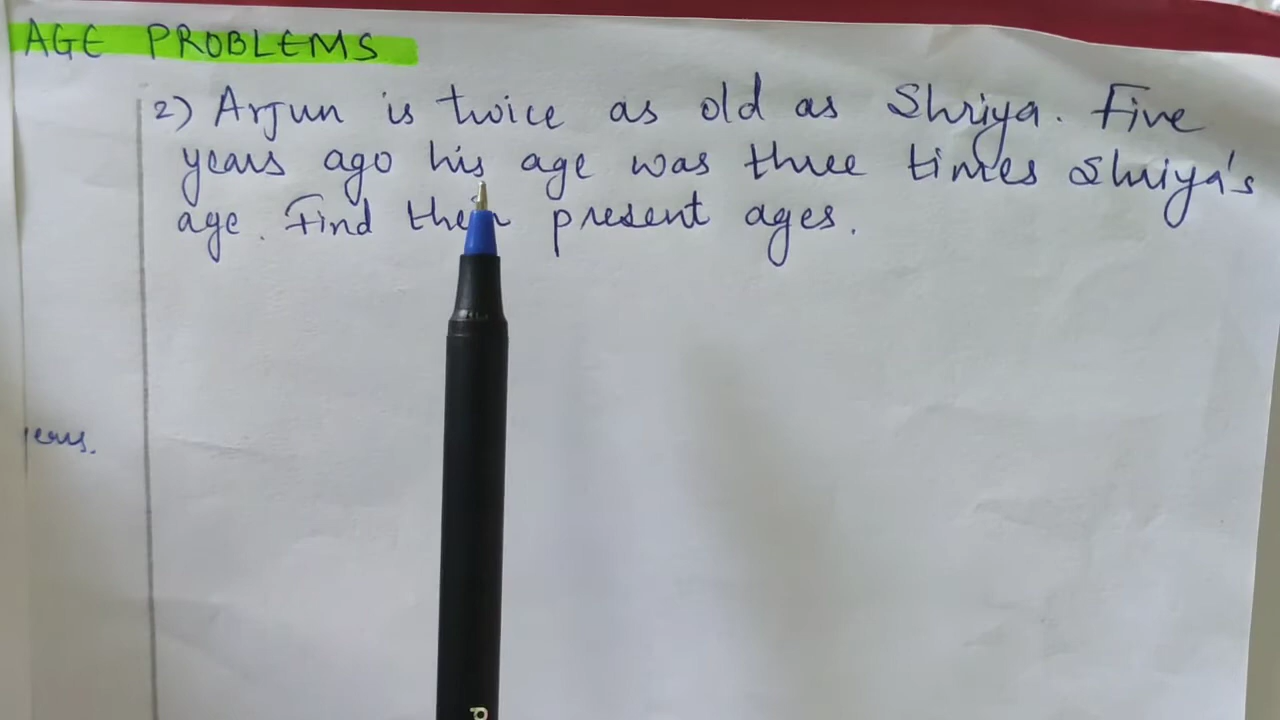 AGE PROBLEMS
2) Arjun is twice as old as Shriya. Five
years ago his age was three times Shriya's
age. Find their present ages.